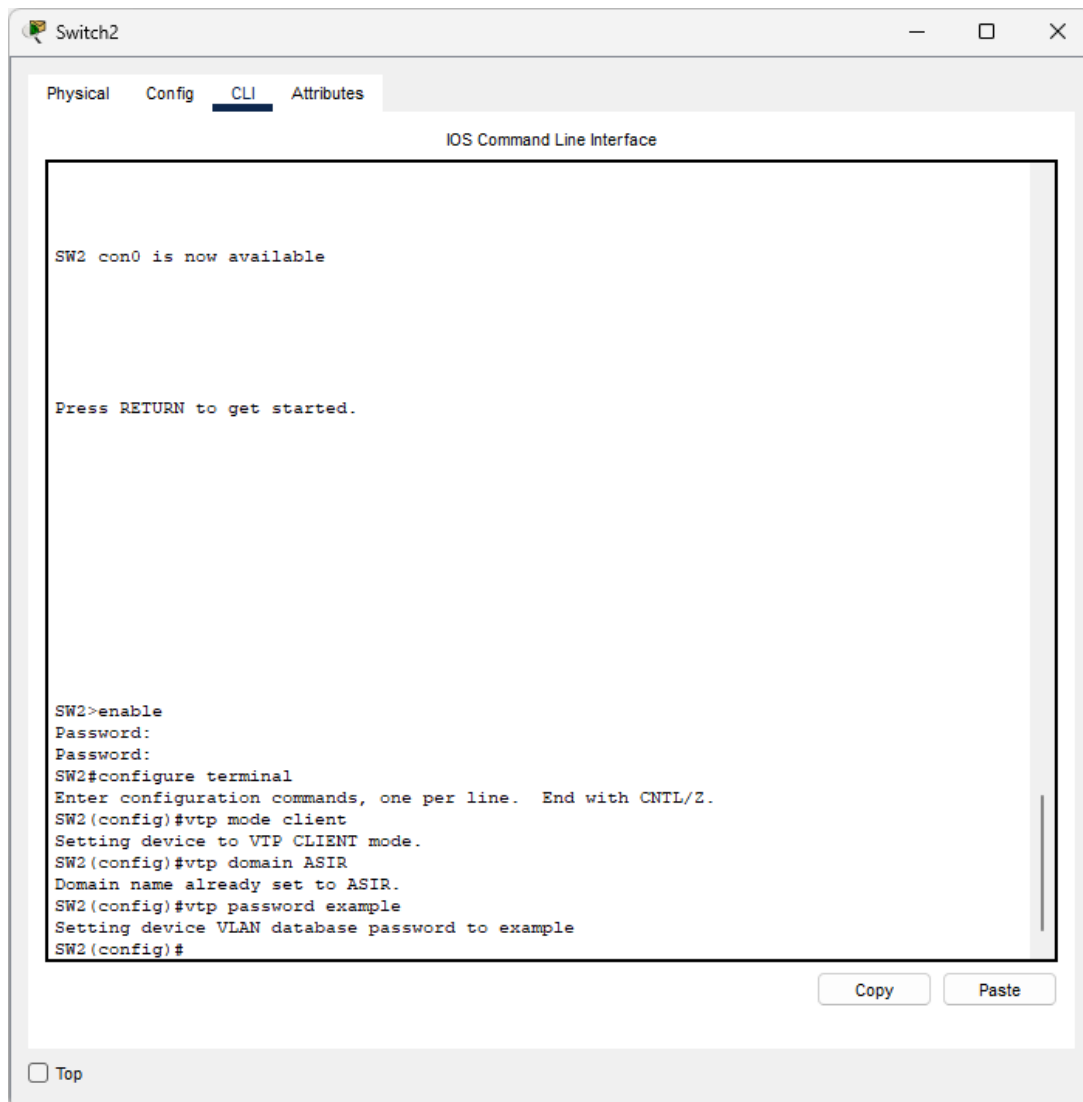 Switch2
Physical Config CLI Attributes
IOS Command Line Interface
SW2 con0 is now available
Press RETURN to get started.
SW2>enable
Password:
Password:
SW2#configure terminal
Enter configuration commands, one per line.  End with CNTL/Z.
SW2(config)#vtp mode client
Setting device to VTP CLIENT mode.
SW2(config)#vtp domain ASIR
Domain name already set to ASIR.
SW2(config)#vtp password example
Setting device VLAN database password to example
SW2(config)#
Copy Paste
Top